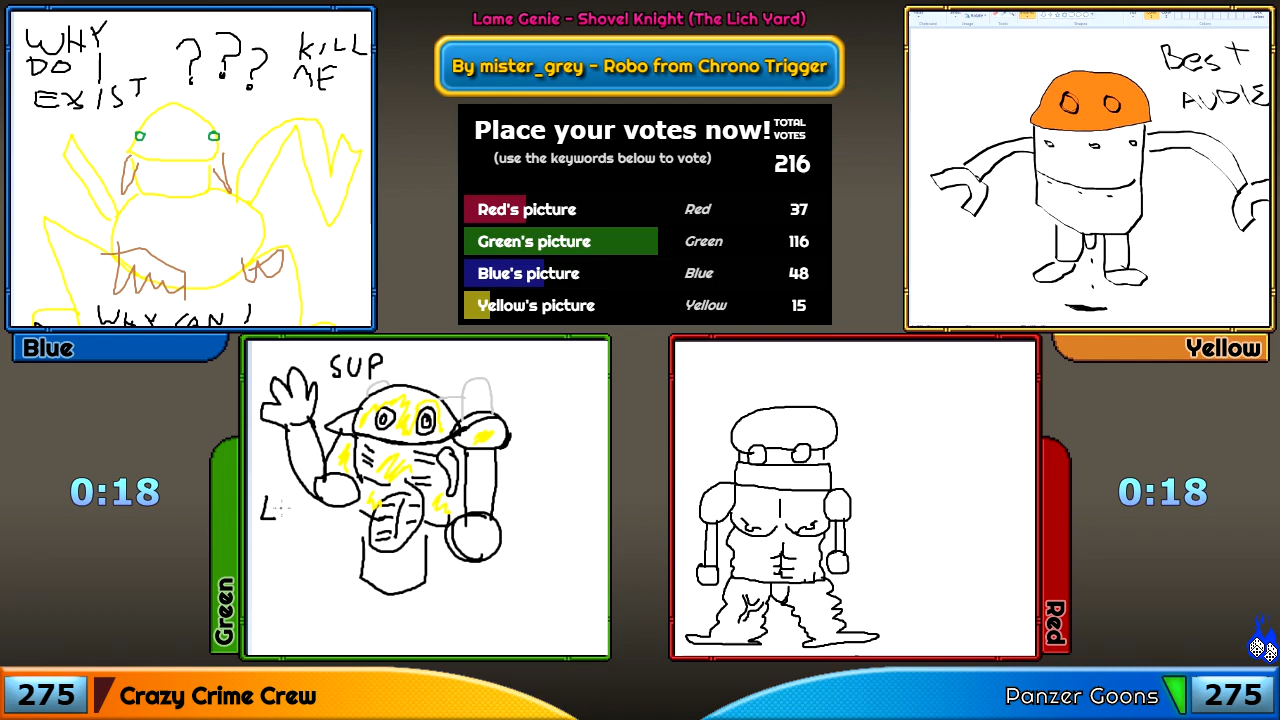 Lame Genie - Shovel Knight (The Lich Yard)
By mister_grey - Robo from Chrono Trigger
Place your votes now!
(use the keywords below to vote)
TOTAL
VOTES
216
Red's picture Red 37
Green's picture Green 116
Blue's picture Blue 48
Yellow's picture Yellow 15
WHY
DO I
EXIST
???
KILL
ME
WHY CAN I
Blue
BEST
AUDIE
Yellow
SUP
L
Green
0:18
Red
0:18
275
Crazy Crime Crew
Panzer Goons
275